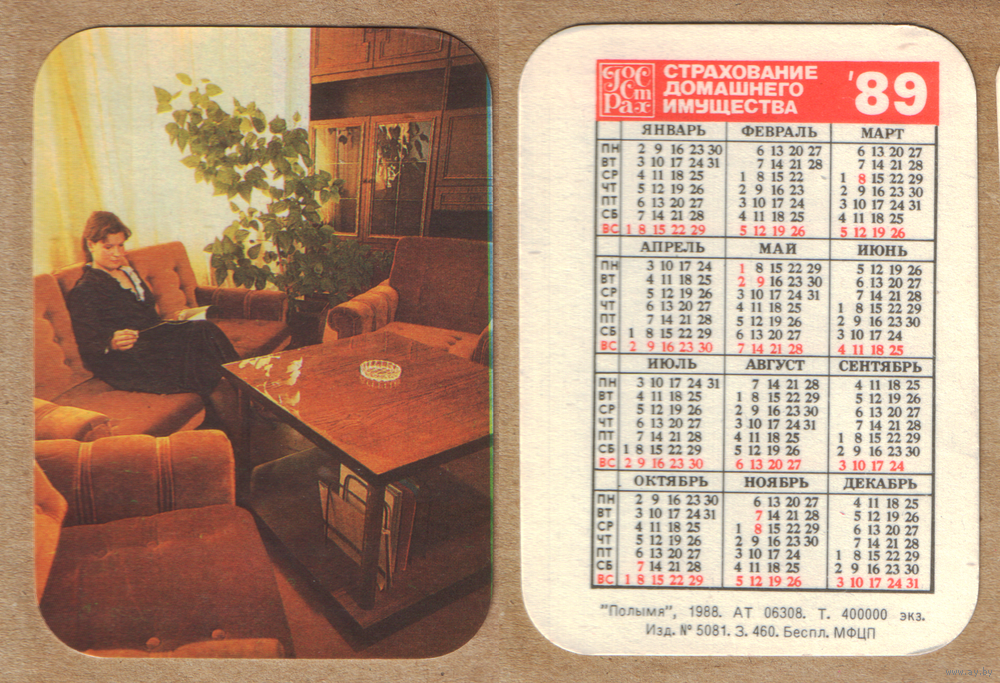 ГОС
СТ
РАХ
СТРАХОВАНИЕ
ДОМАШНЕГО
ИМУЩЕСТВА
'89
ЯНВАРЬ ФЕВРАЛЬ МАРТ
ПН 2 9 16 23 30 6 13 20 27 6 13 20 27
ВТ 3 10 17 24 31 7 14 21 28 7 14 21 28
СР 4 11 18 25 1 8 15 22 1 8 15 22 29
ЧТ 5 12 19 26 2 9 16 23 2 9 16 23 30
ПТ 6 13 20 27 3 10 17 24 3 10 17 24 31
СБ 7 14 21 28 4 11 18 25 4 11 18 25
ВС 1 8 15 22 29 5 12 19 26 5 12 19 26
АПРЕЛЬ МАЙ ИЮНЬ
ПН 3 10 17 24 1 8 15 22 29 5 12 19 26
ВТ 4 11 18 25 2 9 16 23 30 6 13 20 27
СР 5 12 19 26 3 10 17 24 31 7 14 21 28
ЧТ 6 13 20 27 4 11 18 25 1 8 15 22 29
ПТ 7 14 21 28 5 12 19 26 2 9 16 23 30
СБ 1 8 15 22 29 6 13 20 27 3 10 17 24
ВС 2 9 16 23 30 7 14 21 28 4 11 18 25
ИЮЛЬ АВГУСТ СЕНТЯБРЬ
ПН 3 10 17 24 31 7 14 21 28 4 11 18 25
ВТ 4 11 18 25 1 8 15 22 29 5 12 19 26
СР 5 12 19 26 2 9 16 23 30 6 13 20 27
ЧТ 6 13 20 27 3 10 17 24 31 7 14 21 28
ПТ 7 14 21 28 4 11 18 25 1 8 15 22 29
СБ 1 8 15 22 29 5 12 19 26 2 9 16 23 30
ВС 2 9 16 23 30 6 13 20 27 3 10 17 24
ОКТЯБРЬ НОЯБРЬ ДЕКАБРЬ
ПН 2 9 16 23 30 6 13 20 27 4 11 18 25
ВТ 3 10 17 24 31 7 14 21 28 5 12 19 26
СР 4 11 18 25 1 8 15 22 29 6 13 20 27
ЧТ 5 12 19 26 2 9 16 23 30 7 14 21 28
ПТ 6 13 20 27 3 10 17 24 1 8 15 22 29
СБ 7 14 21 28 4 11 18 25 2 9 16 23 30
ВС 1 8 15 22 29 5 12 19 26 3 10 17 24 31
"Полымя", 1988. АТ 06308. Т. 400000 экз.
Изд. № 5081. З. 460. Беспл. МФЦП